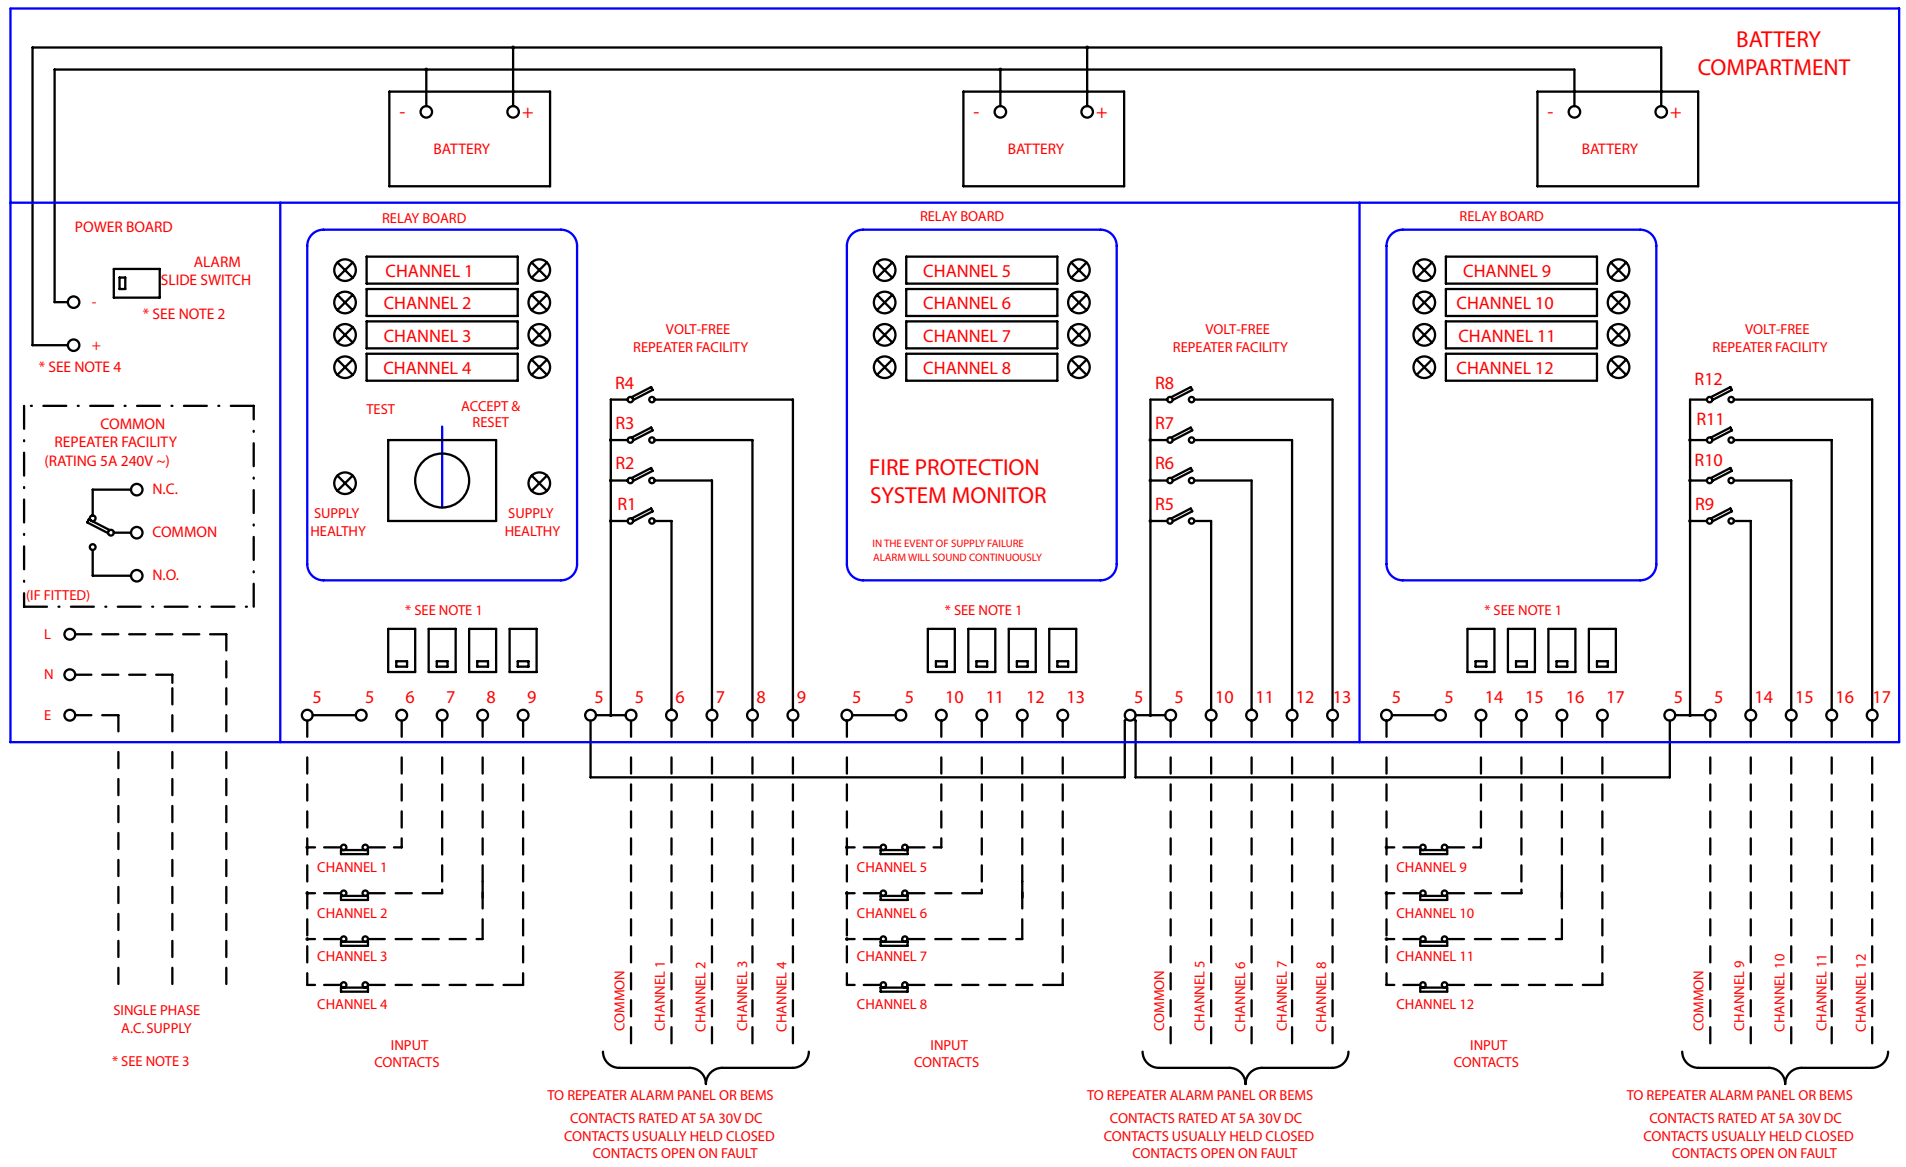 BATTERY
COMPARTMENT
- +
BATTERY
- +
BATTERY
- +
BATTERY
POWER BOARD
ALARM
SLIDE SWITCH
* SEE NOTE 2
-
+
* SEE NOTE 4
COMMON
REPEATER FACILITY
(RATING 5A 240V ~)
N.C.
COMMON
N.O.
(IF FITTED)
L
N
E
SINGLE PHASE
A.C. SUPPLY
* SEE NOTE 3
RELAY BOARD
CHANNEL 1
CHANNEL 2
CHANNEL 3
CHANNEL 4
TEST
ACCEPT &
RESET
SUPPLY
HEALTHY
SUPPLY
HEALTHY
* SEE NOTE 1
5 5 6 7 8 9
CHANNEL 1
CHANNEL 2
CHANNEL 3
CHANNEL 4
INPUT
CONTACTS
VOLT-FREE
REPEATER FACILITY
R4
R3
R2
R1
5 5 6 7 8 9
COMMON
CHANNEL 1
CHANNEL 2
CHANNEL 3
CHANNEL 4
TO REPEATER ALARM PANEL OR BEMS
CONTACTS RATED AT 5A 30V DC
CONTACTS USUALLY HELD CLOSED
CONTACTS OPEN ON FAULT
RELAY BOARD
CHANNEL 5
CHANNEL 6
CHANNEL 7
CHANNEL 8
FIRE PROTECTION
SYSTEM MONITOR
IN THE EVENT OF SUPPLY FAILURE
ALARM WILL SOUND CONTINUOUSLY
* SEE NOTE 1
5 5 10 11 12 13
CHANNEL 5
CHANNEL 6
CHANNEL 7
CHANNEL 8
INPUT
CONTACTS
VOLT-FREE
REPEATER FACILITY
R8
R7
R6
R5
5 5 10 11 12 13
COMMON
CHANNEL 5
CHANNEL 6
CHANNEL 7
CHANNEL 8
TO REPEATER ALARM PANEL OR BEMS
CONTACTS RATED AT 5A 30V DC
CONTACTS USUALLY HELD CLOSED
CONTACTS OPEN ON FAULT
RELAY BOARD
CHANNEL 9
CHANNEL 10
CHANNEL 11
CHANNEL 12
* SEE NOTE 1
5 5 14 15 16 17
CHANNEL 9
CHANNEL 10
CHANNEL 11
CHANNEL 12
INPUT
CONTACTS
VOLT-FREE
REPEATER FACILITY
R12
R11
R10
R9
5 5 14 15 16 17
COMMON
CHANNEL 9
CHANNEL 10
CHANNEL 11
CHANNEL 12
TO REPEATER ALARM PANEL OR BEMS
CONTACTS RATED AT 5A 30V DC
CONTACTS USUALLY HELD CLOSED
CONTACTS OPEN ON FAULT